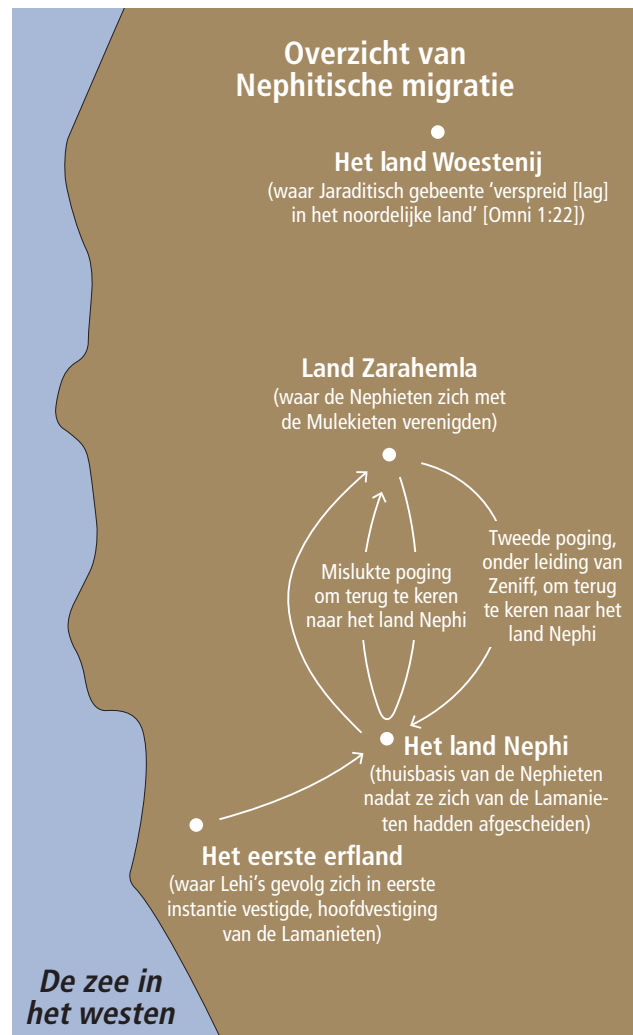 Overzicht van
Nephitische migratie
Het land Woestenij
(waar Jaraditisch gebeente ‘verspreid [lag]
in het noordelijke land’ [Omni 1:22])
Land Zarahemla
(waar de Nephieten zich met
de Mulekieten verenigden)
Mislukte poging
om terug te keren
naar het land Nephi
Tweede poging,
onder leiding van
Zeniff, om terug
te keren naar het
land Nephi
Het land Nephi
(thuisbasis van de Nephieten
nadat ze zich van de Lamanie-
ten hadden afgescheiden)
Het eerste erfland
(waar Lehi’s gevolg zich in eerste
instantie vestigde, hoofdvestiging
van de Lamanieten)
De zee in
het westen